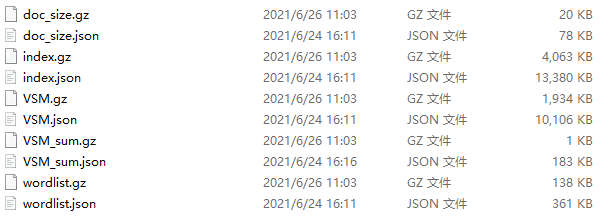 doc_size.gz 2021/6/26 11:03 GZ 文件 20 KB
doc_size.json 2021/6/24 16:11 JSON 文件 78 KB
index.gz 2021/6/26 11:03 GZ 文件 4,063 KB
index.json 2021/6/24 16:11 JSON 文件 13,380 KB
VSM.gz 2021/6/26 11:03 GZ 文件 1,934 KB
VSM.json 2021/6/24 16:11 JSON 文件 10,106 KB
VSM_sum.gz 2021/6/26 11:03 GZ 文件 1 KB
VSM_sum.json 2021/6/24 16:16 JSON 文件 183 KB
wordlist.gz 2021/6/26 11:03 GZ 文件 138 KB
wordlist.json 2021/6/24 16:11 JSON 文件 361 KB